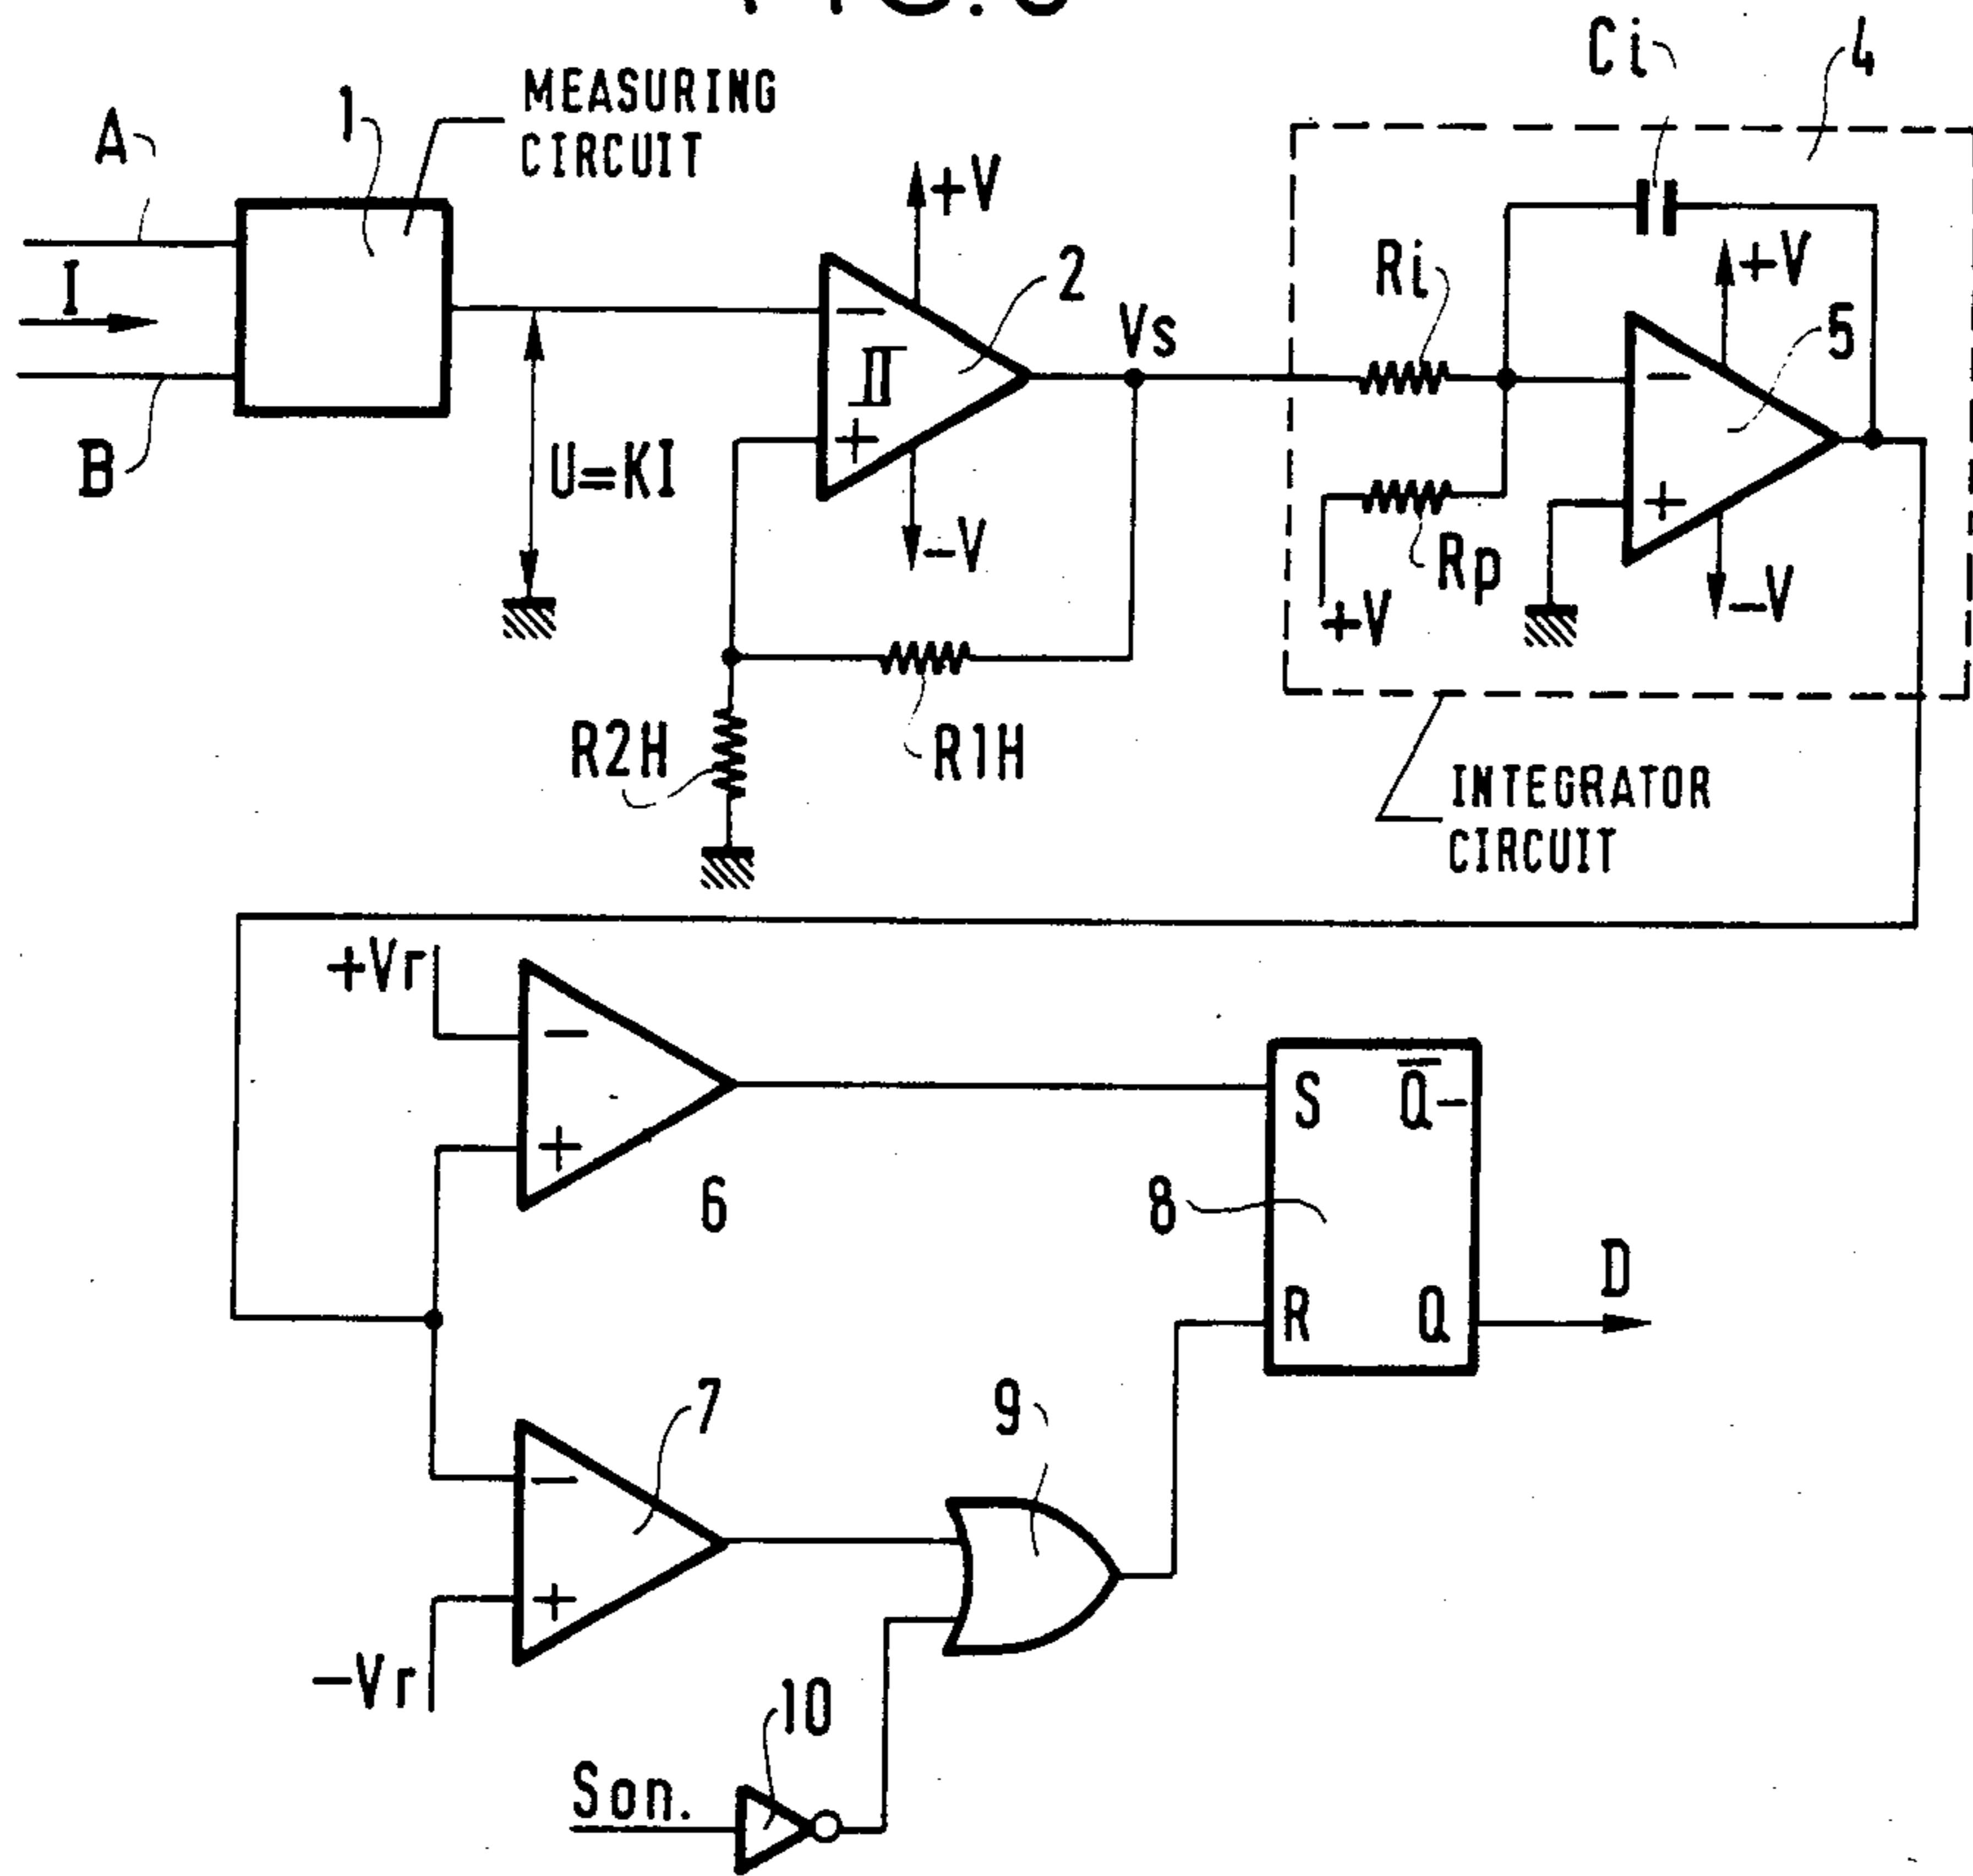 Ci
4
A
1
MEASURING
CIRCUIT
+V
I
2
Ri
+V
Vs
5
−
−
B
U=KI
+
+
−V
Rp
+V
−V
R2H
R1H
INTEGRATOR
CIRCUIT
+Vr
−
S
Q̅
+
6
8
D
R
Q
7
9
−
+
−Vr
10
Son.